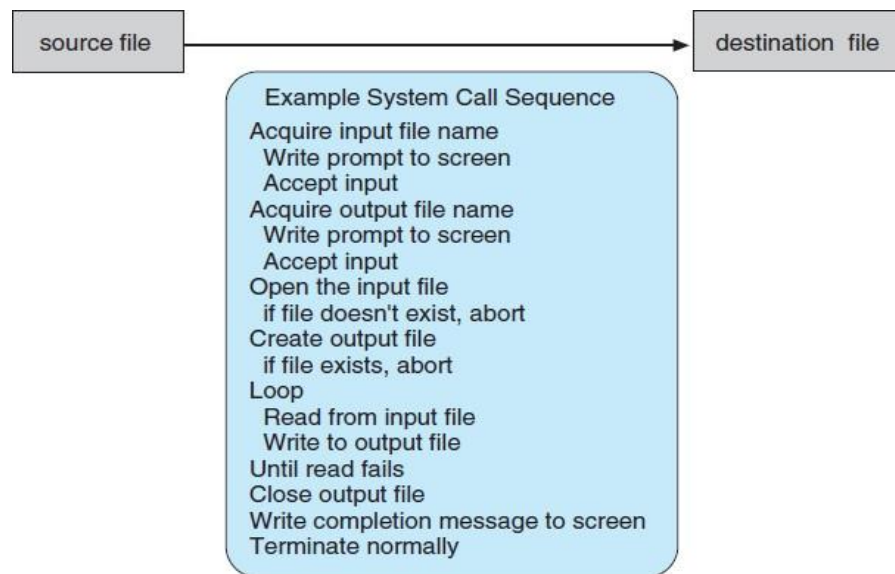 source file
destination file
Example System Call Sequence
Acquire input file name
Write prompt to screen
Accept input
Acquire output file name
Write prompt to screen
Accept input
Open the input file
if file doesn't exist, abort
Create output file
if file exists, abort
Loop
Read from input file
Write to output file
Until read fails
Close output file
Write completion message to screen
Terminate normally